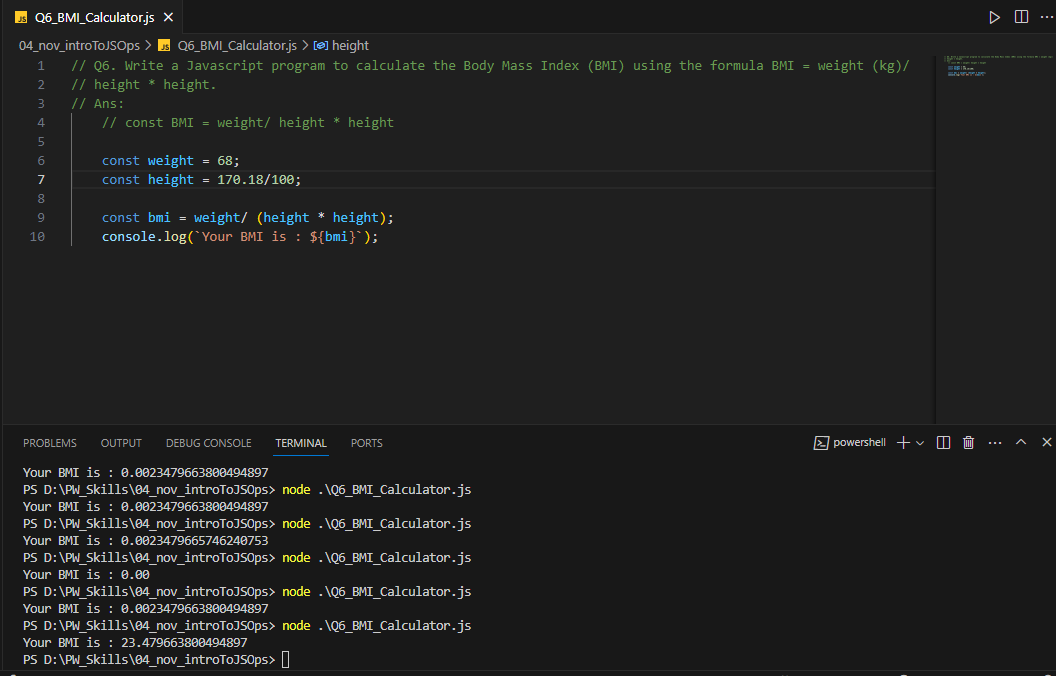 JS Q6_BMI_Calculator.js ×
04_nov_introToJSOps > JS Q6_BMI_Calculator.js > height
1 // Q6. Write a Javascript program to calculate the Body Mass Index (BMI) using the formula BMI = weight (kg)/
2 // height * height.
3 // Ans:
4 // const BMI = weight/ height * height
5
6 const weight = 68;
7 const height = 170.18/100;
8
9 const bmi = weight/ (height * height);
10 console.log(`Your BMI is : ${bmi}`);
PROBLEMS OUTPUT DEBUG CONSOLE TERMINAL PORTS powershell
Your BMI is : 0.0023479663800494897
PS D:\PW_Skills\04_nov_introToJSOps> node .\Q6_BMI_Calculator.js
Your BMI is : 0.0023479663800494897
PS D:\PW_Skills\04_nov_introToJSOps> node .\Q6_BMI_Calculator.js
Your BMI is : 0.0023479665746240753
PS D:\PW_Skills\04_nov_introToJSOps> node .\Q6_BMI_Calculator.js
Your BMI is : 0.00
PS D:\PW_Skills\04_nov_introToJSOps> node .\Q6_BMI_Calculator.js
Your BMI is : 0.0023479663800494897
PS D:\PW_Skills\04_nov_introToJSOps> node .\Q6_BMI_Calculator.js
Your BMI is : 23.479663800494897
PS D:\PW_Skills\04_nov_introToJSOps>